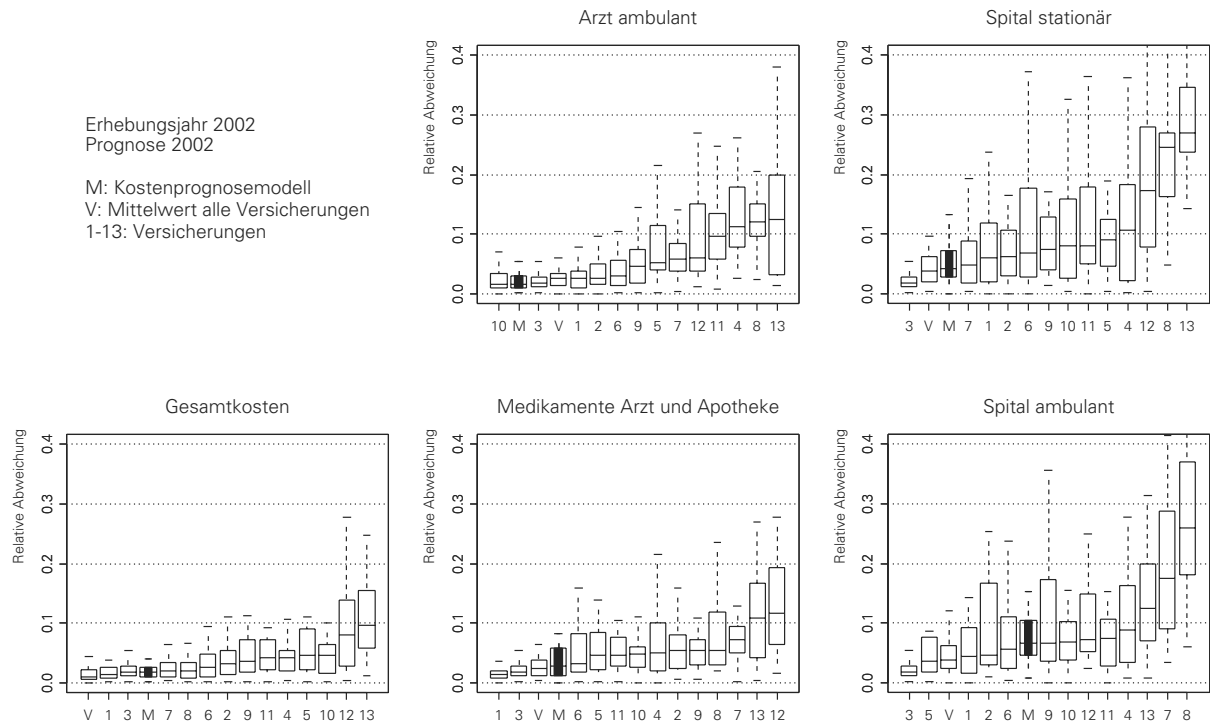 Erhebungsjahr 2002
Prognose 2002
M: Kostenprognosemodell
V: Mittelwert alle Versicherungen
1-13: Versicherungen
Arzt ambulant
Relative Abweichung
0.4
0.3
0.2
0.1
0.0
10 M 3 V 1 2 6 9 5 7 12 11 4 8 13
Spital stationär
Relative Abweichung
0.4
0.3
0.2
0.1
0.0
3 V M 7 1 2 6 9 10 11 5 4 12 8 13
Gesamtkosten
Relative Abweichung
0.4
0.3
0.2
0.1
0.0
V 1 3 M 7 8 6 2 9 11 4 5 10 12 13
Medikamente Arzt und Apotheke
Relative Abweichung
0.4
0.3
0.2
0.1
0.0
1 3 V M 6 5 11 10 4 2 9 8 7 13 12
Spital ambulant
Relative Abweichung
0.4
0.3
0.2
0.1
0.0
3 5 V 1 2 6 M 9 10 12 11 4 13 7 8